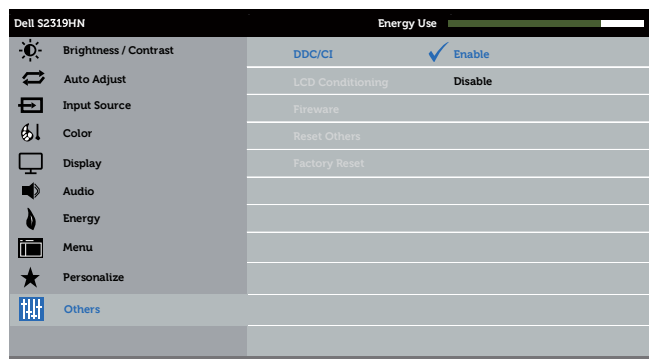 Dell S2319HN Energy Use
Brightness / Contrast
Auto Adjust
Input Source
Color
Display
Audio
Energy
Menu
Personalize
Others
DDC/CI Enable
LCD Conditioning Disable
Fireware
Reset Others
Factory Reset